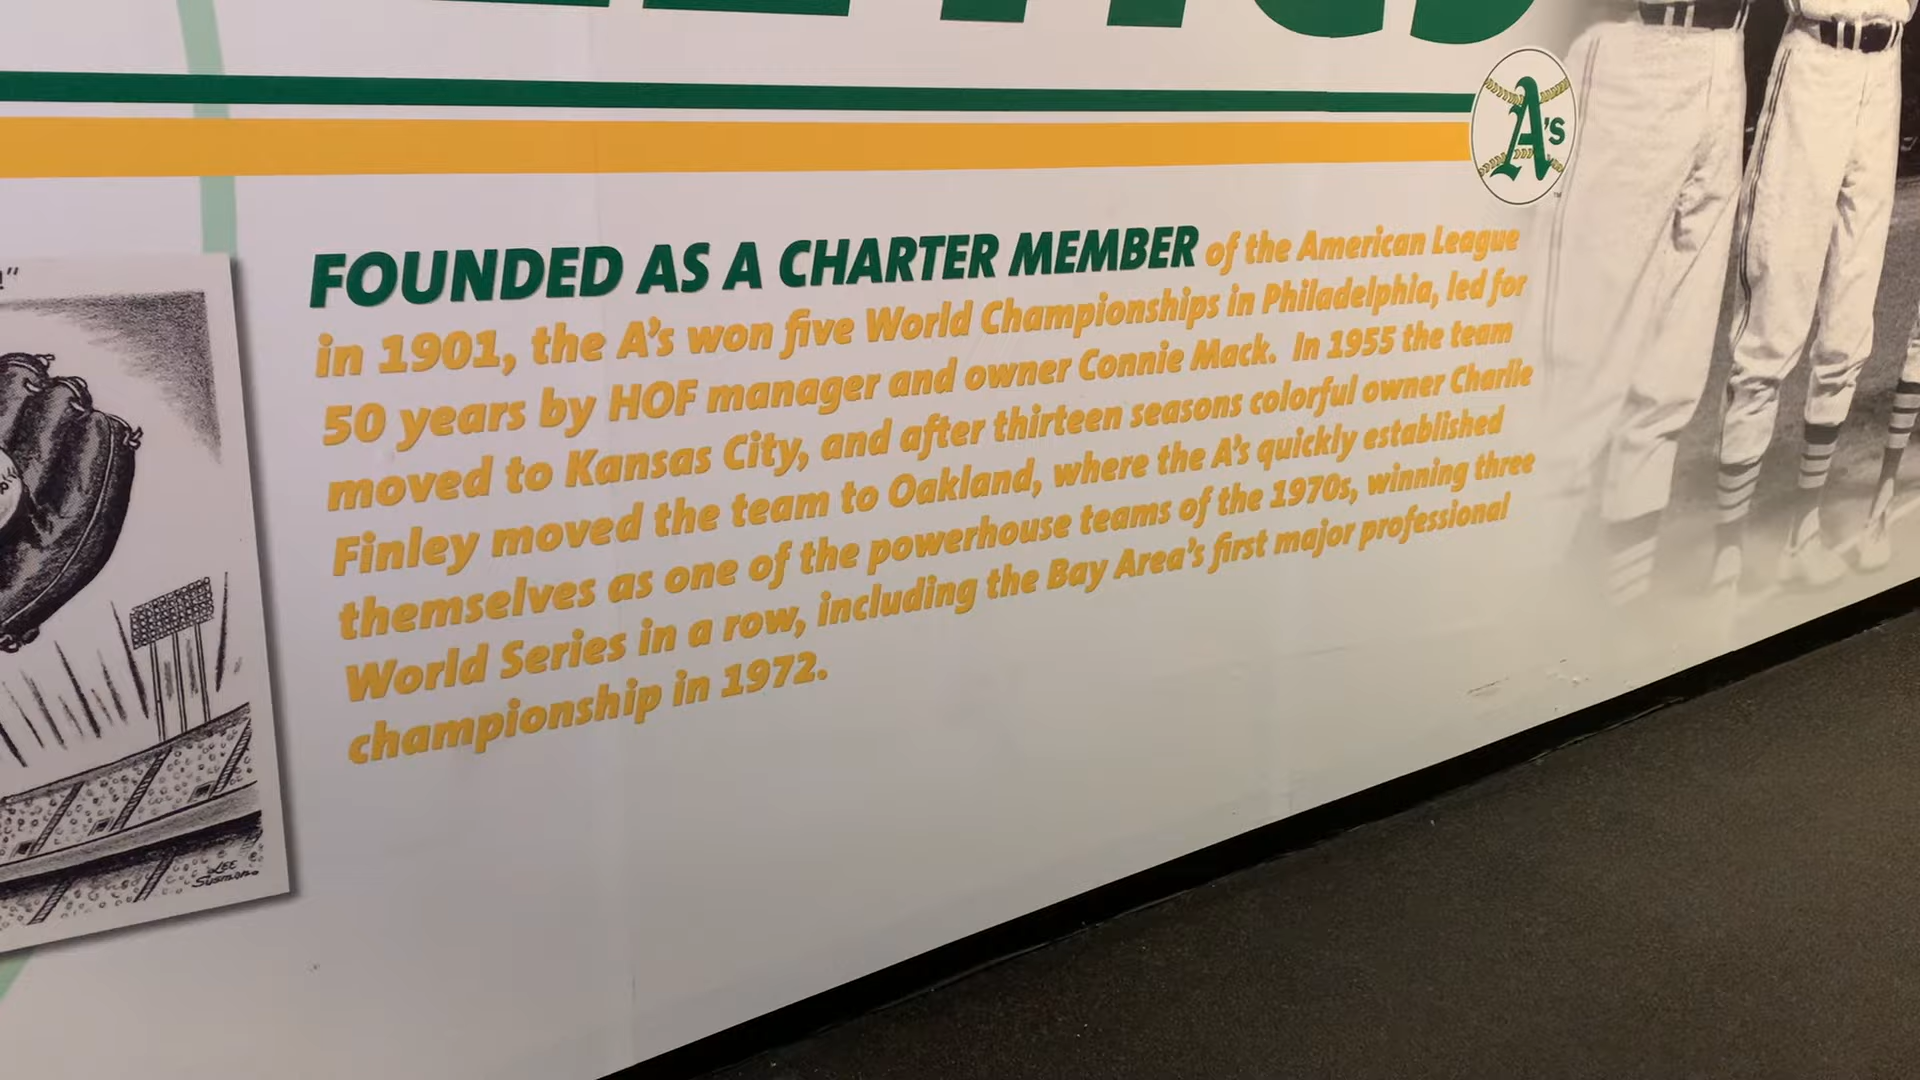 A's
FOUNDED AS A CHARTER MEMBER of the American League
in 1901, the A's won five World Championships in Philadelphia, led for
50 years by HOF manager and owner Connie Mack. In 1955 the team
moved to Kansas City, and after thirteen seasons colorful owner Charlie
Finley moved the team to Oakland, where the A's quickly established
themselves as one of the powerhouse teams of the 1970s, winning three
World Series in a row, including the Bay Area's first major professional
championship in 1972.
LEE
SUSMAN.